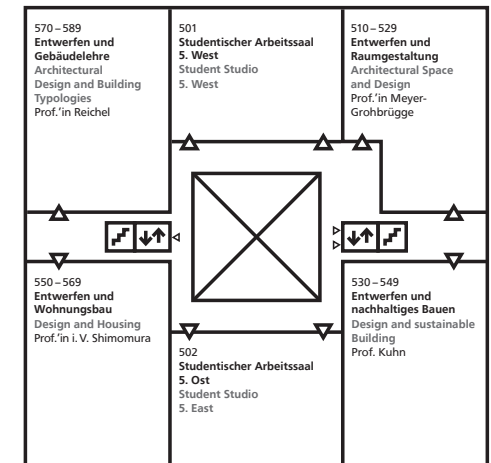 570 – 589
Entwerfen und
Gebäudelehre
Architectural
Design and Building
Typologies
Prof.'in Reichel
501
Studentischer Arbeitssaal
5. West
Student Studio
5. West
510 – 529
Entwerfen und
Raumgestaltung
Architectural Space
and Design
Prof.'in Meyer-
Grohbrügge
550 – 569
Entwerfen und
Wohnungsbau
Design and Housing
Prof.'in i. V. Shimomura
502
Studentischer Arbeitssaal
5. Ost
Student Studio
5. East
530 – 549
Entwerfen und
nachhaltiges Bauen
Design and sustainable
Building
Prof. Kuhn